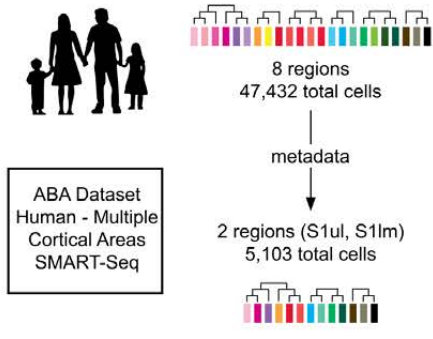 8 regions
47,432 total cells
metadata
ABA Dataset
Human - Multiple
Cortical Areas
SMART-Seq
2 regions (S1ul, S1lm)
5,103 total cells